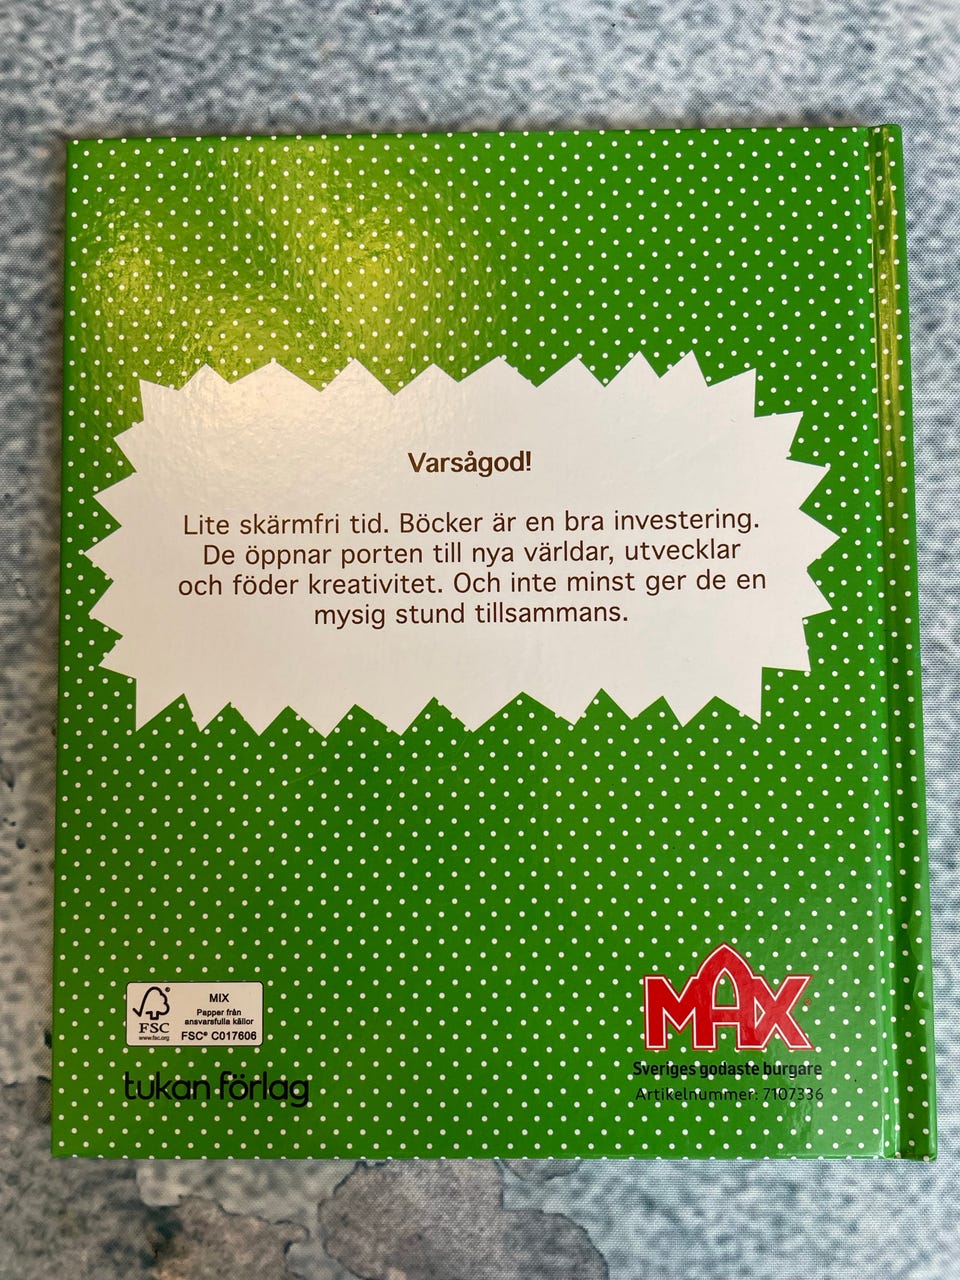 Varsågod!
Lite skärmfri tid. Böcker är en bra investering.
De öppnar porten till nya världar, utvecklar
och föder kreativitet. Och inte minst ger de en
mysig stund tillsammans.
MIX
Papper från
ansvarsfulla källor
FSC® C017606
FSC
www.fsc.org
tukan förlag
MAX®
Sveriges godaste burgare
Artikelnummer: 7107336